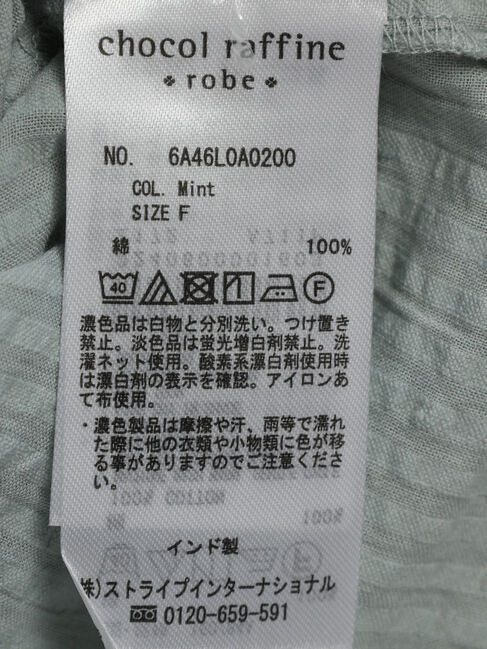 chocol raffine
robe
NO. 6A46L0A0200
COL. Mint
SIZE F
綿 100%
40 F
濃色品は白物と分別洗い。つけ置き
禁止。淡色品は蛍光増白剤禁止。洗
濯ネット使用。酸素系漂白剤使用時
は漂白剤の表示を確認。アイロンあ
て布使用。
・濃色製品は摩擦や汗、雨等で濡れ
た際に他の衣類や小物類に色が移
る事がありますのでご注意くださ
い。
インド製
株)ストライプインターナショナル
0120-659-591